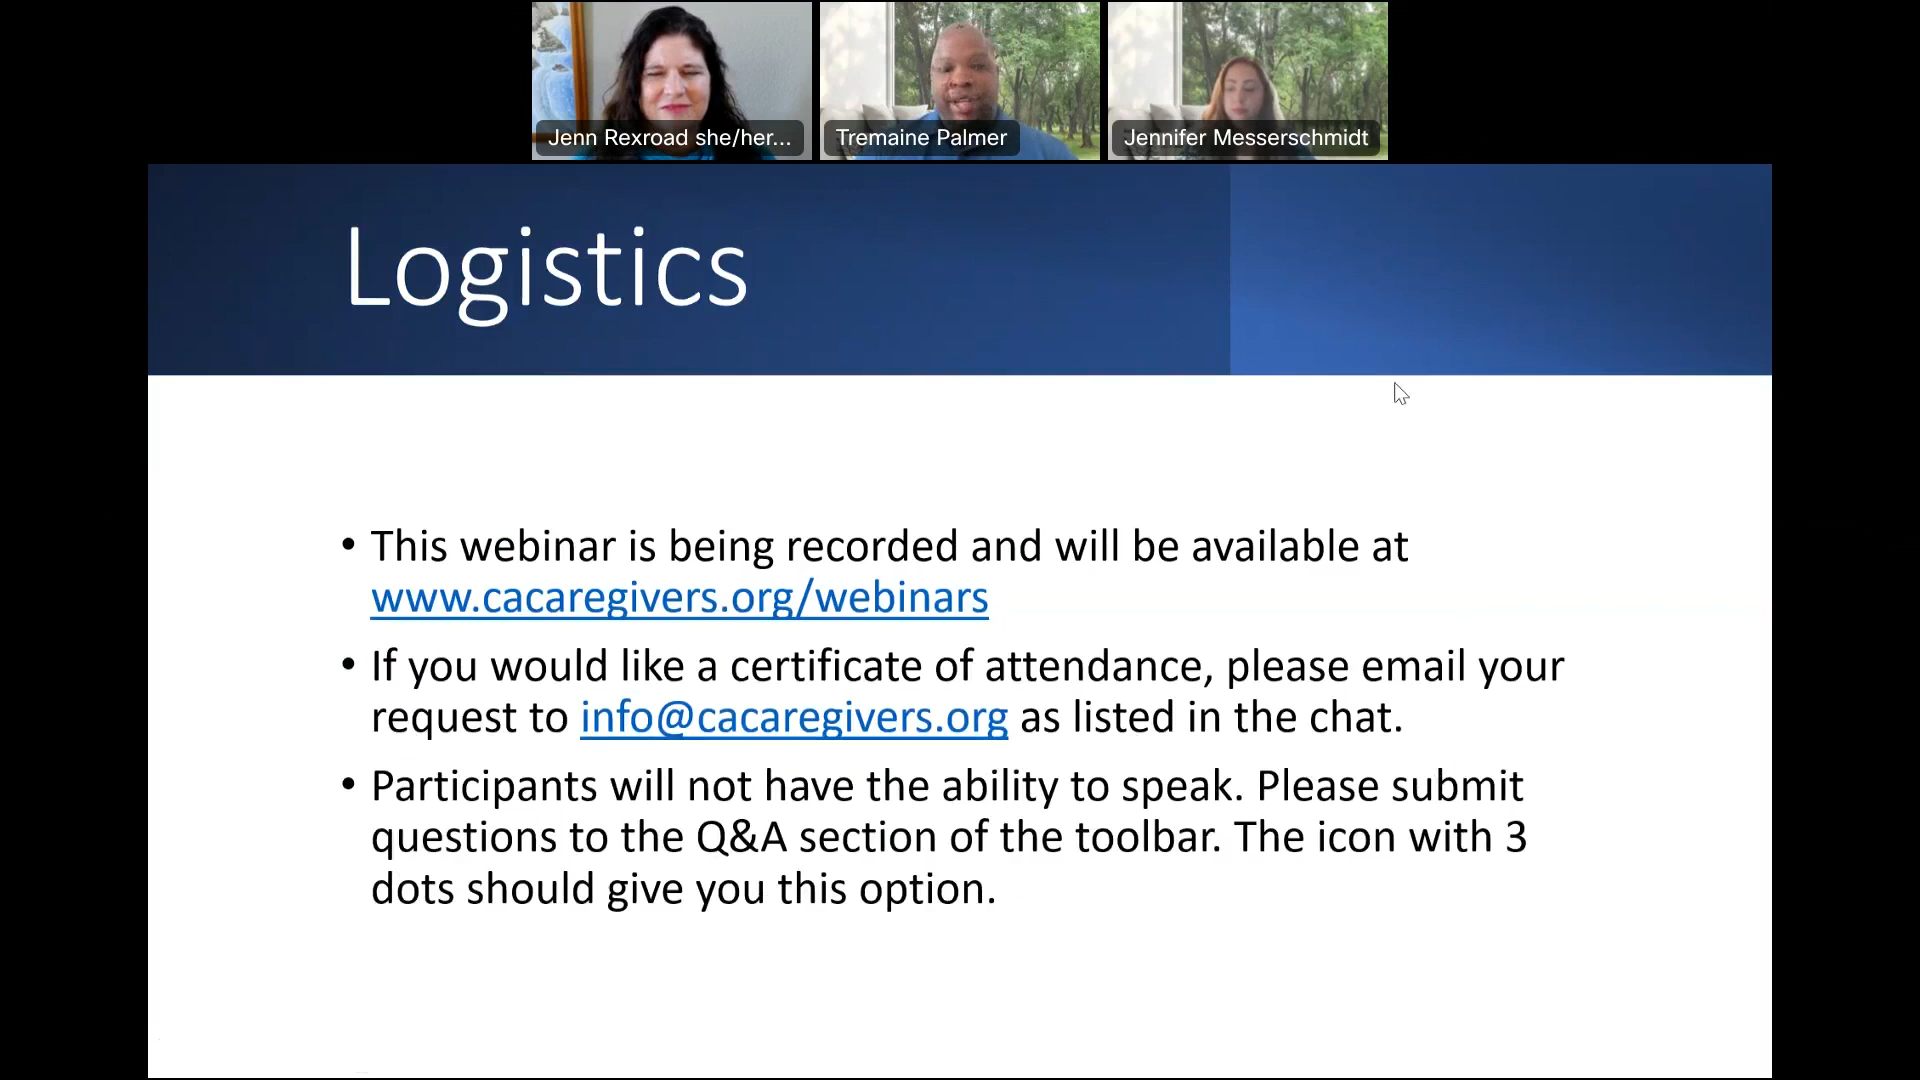 Jenn Rexroad she/her...
Tremaine Palmer
Jennifer Messerschmidt
Logistics
• This webinar is being recorded and will be available at
www.cacaregivers.org/webinars
• If you would like a certificate of attendance, please email your
request to info@cacaregivers.org as listed in the chat.
• Participants will not have the ability to speak. Please submit
questions to the Q&A section of the toolbar. The icon with 3
dots should give you this option.